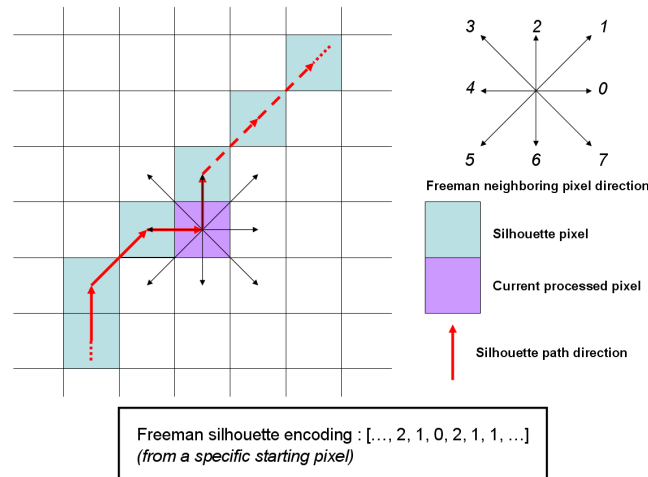 3 2 1
4 0
5 6 7
Freeman neighboring pixel direction
Silhouette pixel
Current processed pixel
Silhouette path direction
Freeman silhouette encoding : [..., 2, 1, 0, 2, 1, 1, ...]
(from a specific starting pixel)